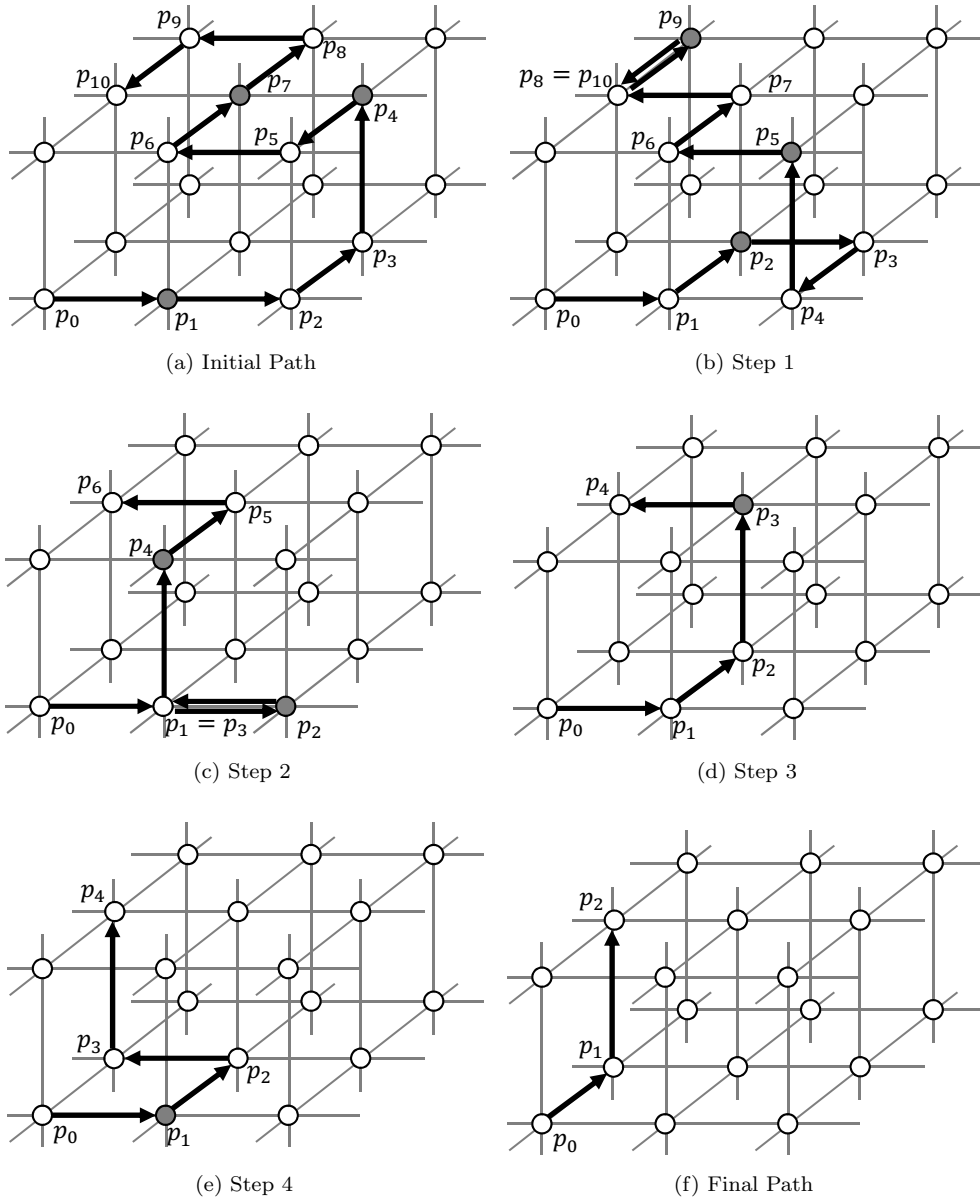 p₉ p₈
p₁₀ p₇ p₄
p₆ p₅
p₃
p₀ p₁ p₂
(a) Initial Path
p₉
p₈ = p₁₀ p₇
p₆ p₅
p₂ p₃
p₀ p₁ p₄
(b) Step 1
p₆ p₅
p₄
p₀ p₁ = p₃ p₂
(c) Step 2
p₄ p₃
p₂
p₀ p₁
(d) Step 3
p₄
p₃ p₂
p₀ p₁
(e) Step 4
p₂
p₁
p₀
(f) Final Path